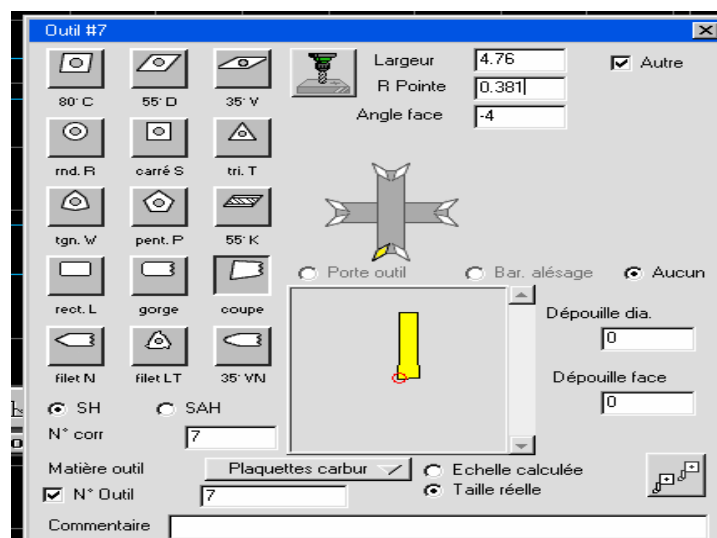 Outil #7
80° C
55° D
35° V
Largeur
4.76
Autre
R Pointe
0.381
Angle face
-4
rnd. R
carré S
tri. T
tgn. W
pent. P
55° K
Porte outil
Bar. alésage
Aucun
rect. L
gorge
coupe
Dépouille dia.
0
filet N
filet LT
35° VN
Dépouille face
0
SH
SAH
N° corr
7
Matière outil
Plaquettes carbur
Echelle calculée
N° Outil
7
Taille réelle
Commentaire